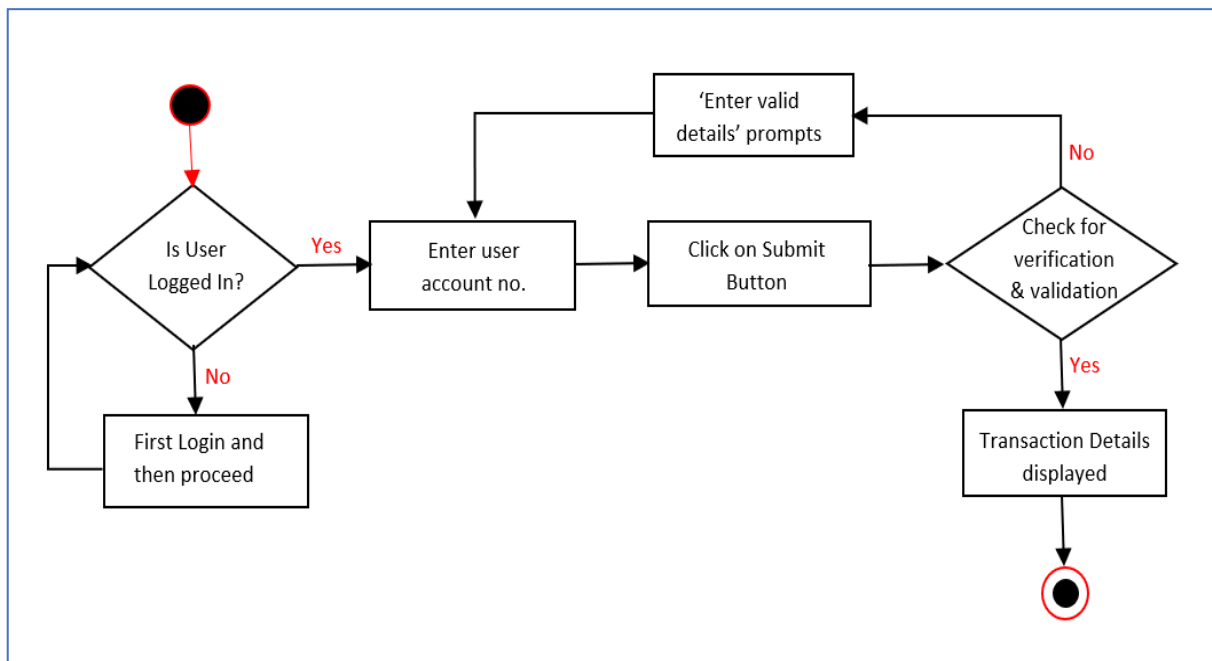 ‘Enter valid
details’ prompts
No
Is User
Logged In?
Yes
Enter user
account no.
Click on Submit
Button
Check for
verification
& validation
No
Yes
First Login and
then proceed
Transaction Details
displayed